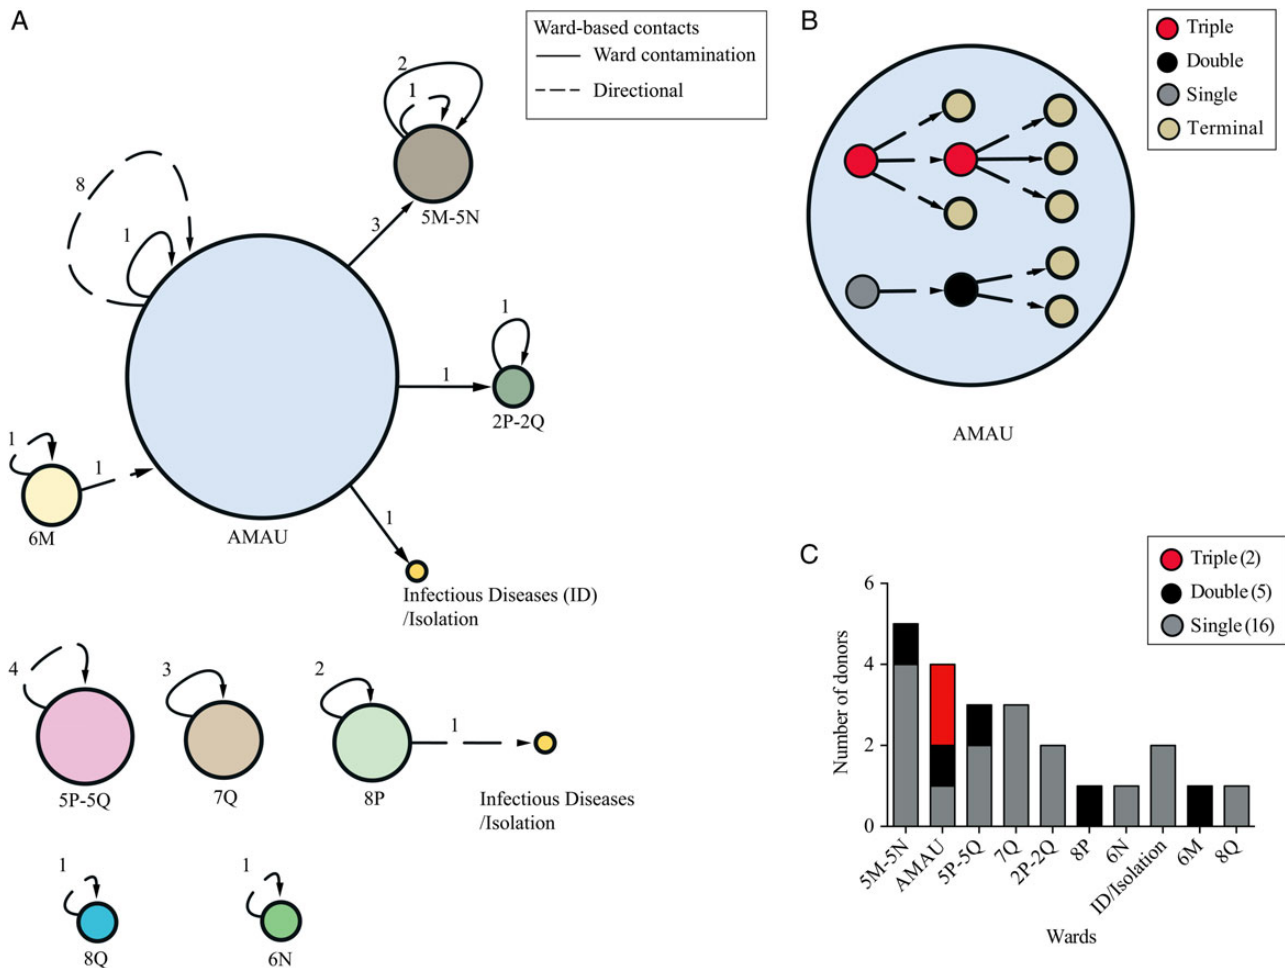 A
Ward-based contacts
Ward contamination
Directional
2
1
5M-5N
8
1
3
1
1
2P-2Q
1
1
6M
AMAU
1
Infectious Diseases (ID)
/Isolation
4
5P-5Q
3
7Q
2
8P
1
Infectious Diseases
/Isolation
1
8Q
1
6N
B
Triple
Double
Single
Terminal
AMAU
C
Triple (2)
Double (5)
Single (16)
Number of donors
6
4
2
0
5M-5N
AMAU
5P-5Q
7Q
2P-2Q
8P
6N
ID/Isolation
6M
8Q
Wards